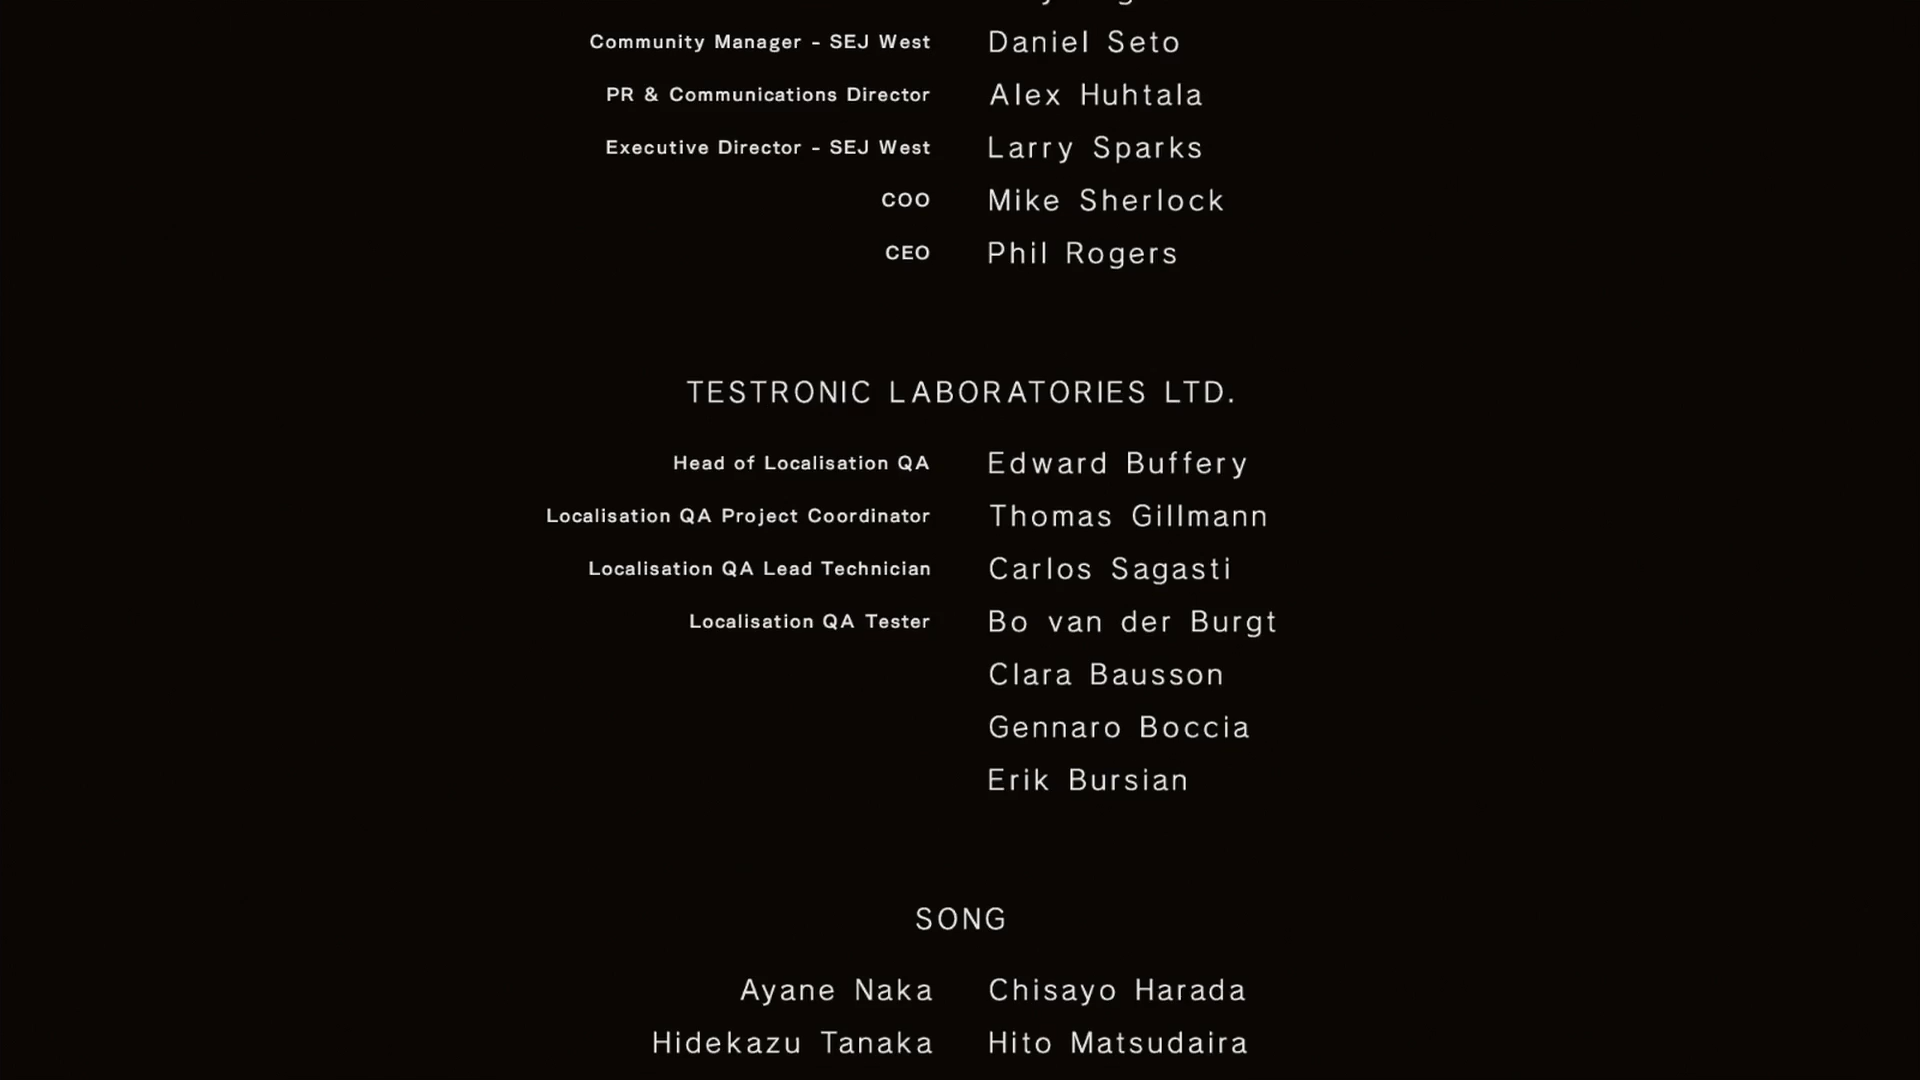 Community Manager - SEJ West Daniel Seto
PR & Communications Director Alex Huhtala
Executive Director - SEJ West Larry Sparks
COO Mike Sherlock
CEO Phil Rogers
TESTRONIC LABORATORIES LTD.
Head of Localisation QA Edward Buffery
Localisation QA Project Coordinator Thomas Gillmann
Localisation QA Lead Technician Carlos Sagasti
Localisation QA Tester Bo van der Burgt
Clara Bausson
Gennaro Boccia
Erik Bursian
SONG
Ayane Naka Chisayo Harada
Hidekazu Tanaka Hito Matsudaira